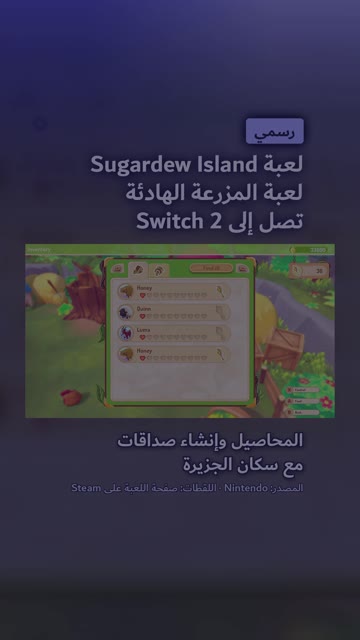 رسمي
لعبة Sugardew Island
لعبة المزرعة الهادئة
تصل إلى Switch 2
Honey
Luma
Honey
المحاصيل وإنشاء صداقات
مع سكان الجزيرة
المصدر: Nintendo · اللقطات: صفحة اللعبة على Steam